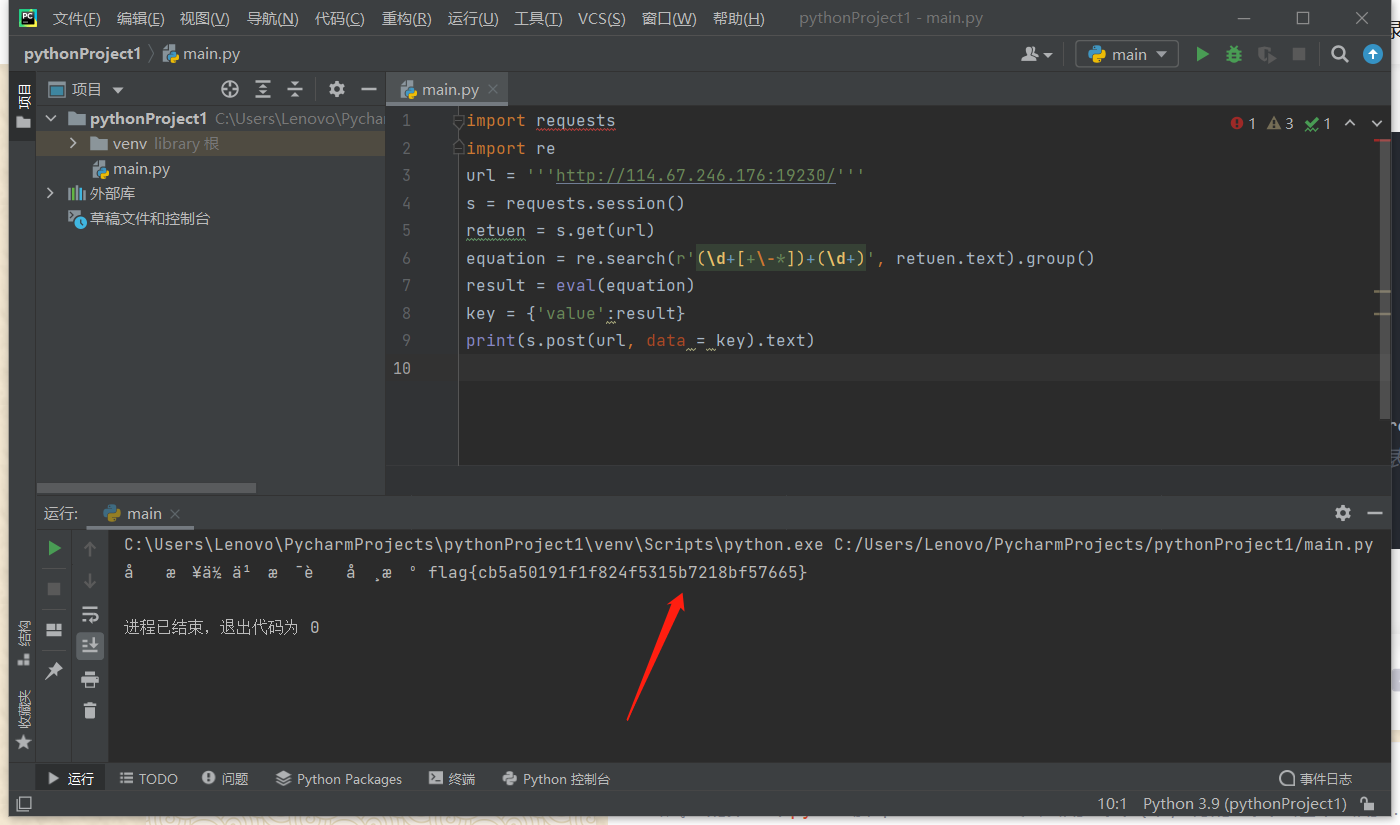 文件(F) 编辑(E) 视图(V) 导航(N) 代码(C) 重构(R) 运行(U) 工具(T) VCS(S) 窗口(W) 帮助(H) pythonProject1 - main.py
pythonProject1 main.py main
项目 项目 main.py
pythonProject1 C:\Users\Lenovo\Pychar
venv library 根
main.py
外部库
草稿文件和控制台
1 3 1
1 import requests
2 import re
3 url = '''http://114.67.246.176:19230/'''
4 s = requests.session()
5 retuen = s.get(url)
6 equation = re.search(r'(\d+[+\-*])+(\d+)', retuen.text).group()
7 result = eval(equation)
8 key = {'value':result}
9 print(s.post(url, data = key).text)
10
运行: main
C:\Users\Lenovo\PycharmProjects\pythonProject1\venv\Scripts\python.exe C:/Users/Lenovo/PycharmProjects/pythonProject1/main.py
flag{cb5a50191f1f824f5315b7218bf57665}
进程已结束，退出代码为 0
结构
收藏夹
运行 TODO 问题 Python Packages 终端 Python 控制台 事件日志
10:1 Python 3.9 (pythonProject1)